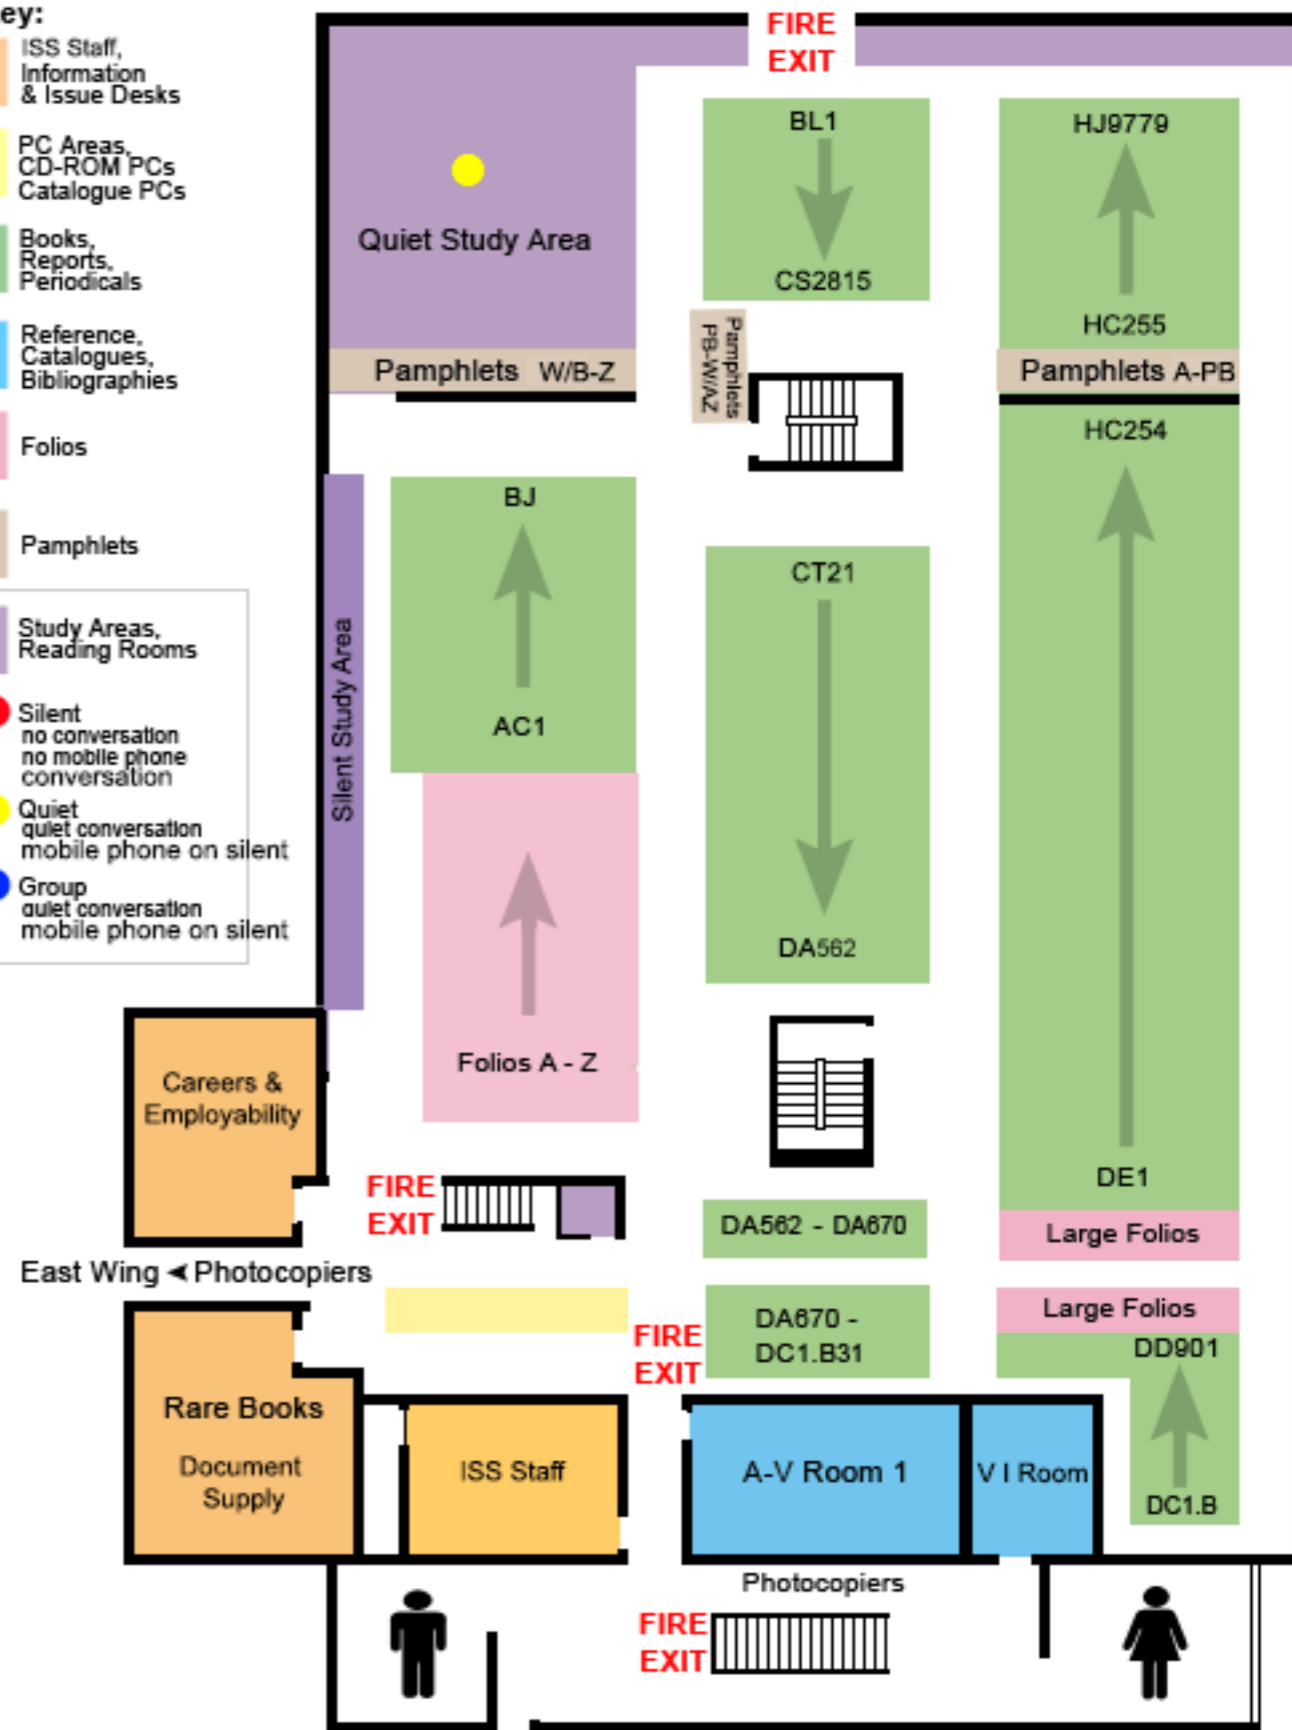 ey:
ISS Staff,
Information
& Issue Desks
PC Areas,
CD-ROM PCs
Catalogue PCs
Books,
Reports,
Periodicals
Reference,
Catalogues,
Bibliographies
Folios
Pamphlets
Study Areas,
Reading Rooms
Silent
no conversation
no mobile phone
conversation
Quiet
quiet conversation
mobile phone on silent
Group
quiet conversation
mobile phone on silent
FIRE
EXIT
Quiet Study Area
Pamphlets W/B-Z
BL1
CS2815
Pamphlets
PB-W/AZ
HJ9779
HC255
Pamphlets A-PB
HC254
DE1
Large Folios
Silent Study Area
BJ
AC1
Folios A - Z
CT21
DA562
Careers &
Employability
FIRE
EXIT
DA562 - DA670
East Wing ◄ Photocopiers
FIRE
EXIT
DA670 -
DC1.B31
Large Folios
DD901
DC1.B
Rare Books
Document
Supply
ISS Staff
A-V Room 1
V I Room
Photocopiers
FIRE
EXIT